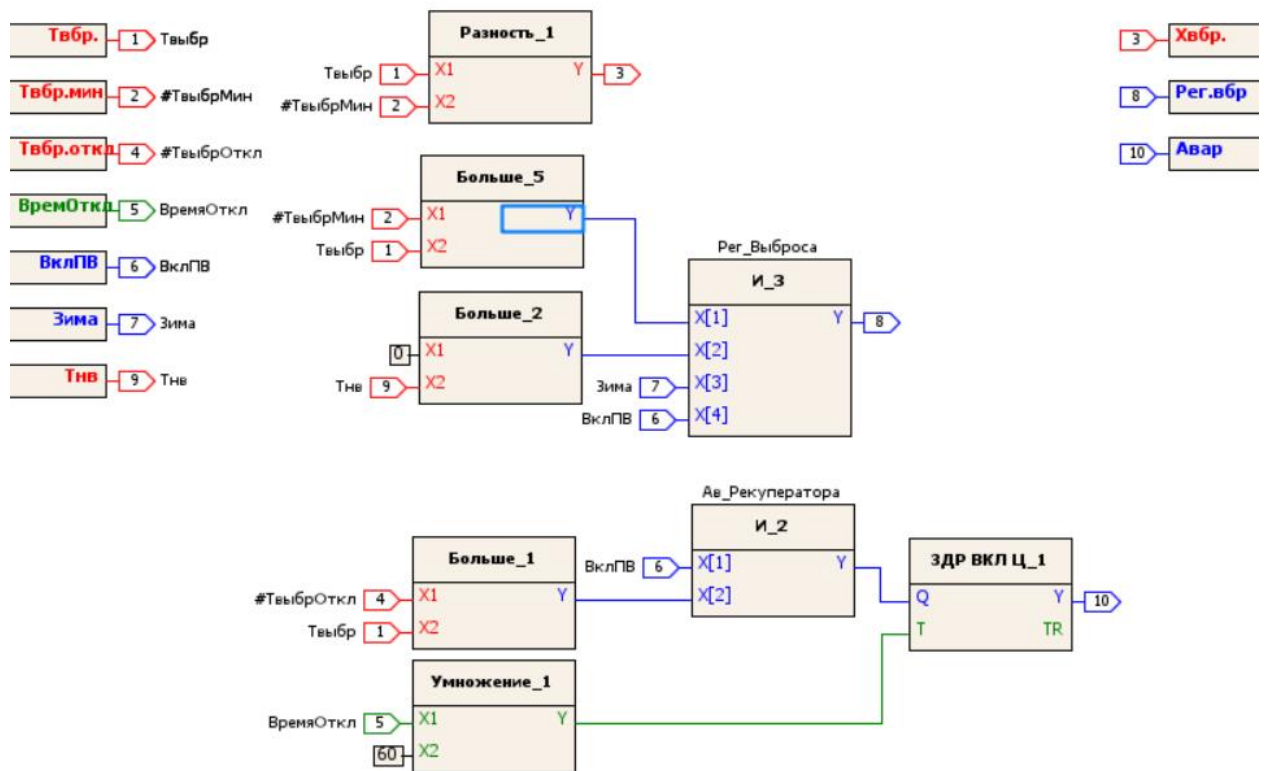 Твбр. 1 Твыбр
Твбр.мин 2 #ТвыбрМин
Твбр.откл 4 #ТвыбрОткл
ВремОткл 5 ВремяОткл
ВклПВ 6 ВклПВ
Зима 7 Зима
Тнв 9 Тнв
Разность_1
Твыбр 1 X1 Y 3
#ТвыбрМин 2 X2
Больше_5
#ТвыбрМин 2 X1 Y
Твыбр 1 X2
Больше_2
0 X1 Y
Тнв 9 X2
Рег_Выброса
И_3
X[1] Y 8
X[2]
Зима 7 X[3]
ВклПВ 6 X[4]
3 Хвбр.
8 Рег.вбр
10 Авар
Больше_1
#ТвыбрОткл 4 X1 Y
Твыбр 1 X2
Ав_Рекуператора
И_2
ВклПВ 6 X[1] Y
X[2]
ЗДР ВКЛ Ц_1
Q Y 10
T TR
Умножение_1
ВремяОткл 5 X1 Y
60 X2